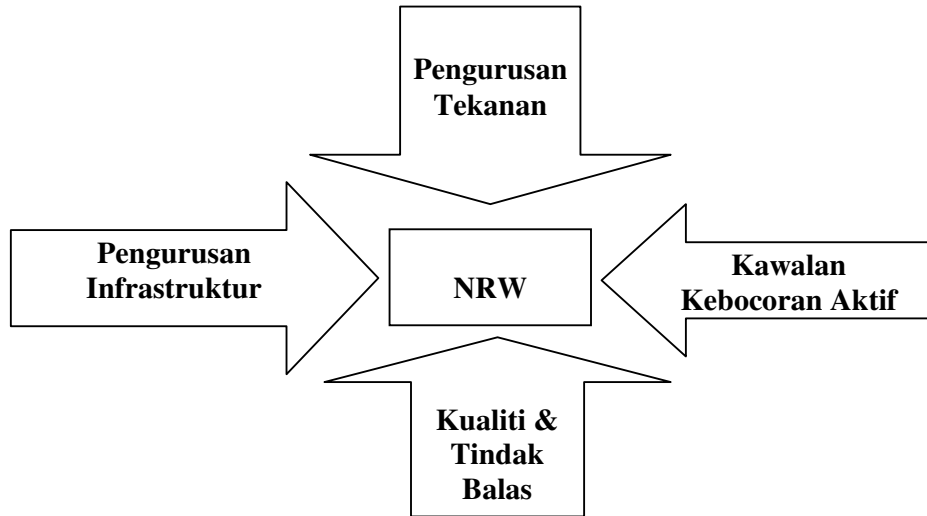 Pengurusan
Tekanan
Pengurusan
Infrastruktur
NRW
Kawalan
Kebocoran Aktif
Kualiti &
Tindak
Balas